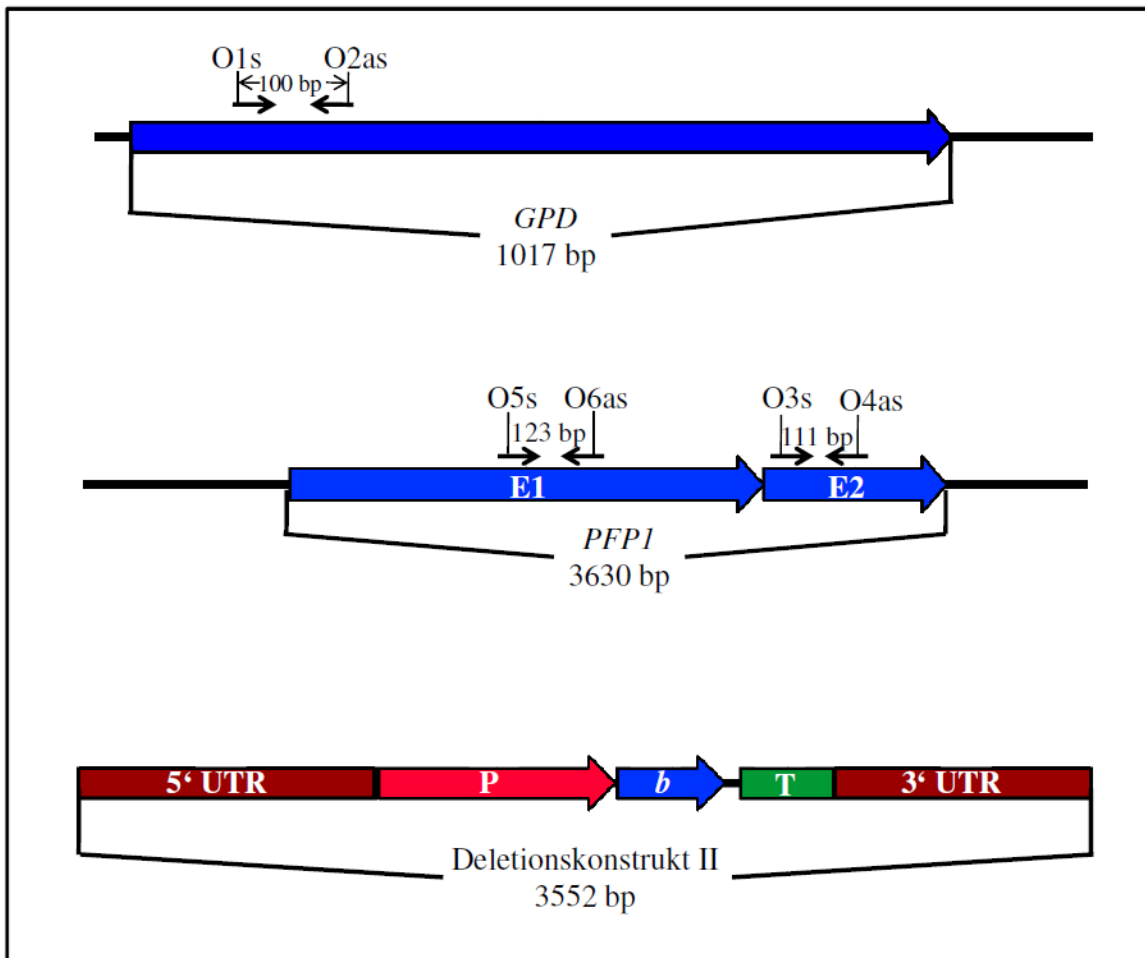 O1s O2as
100 bp
GPD
1017 bp
O5s O6as O3s O4as
123 bp 111 bp
E1 E2
PFP1
3630 bp
5‘ UTR P b T 3‘ UTR
Deletionskonstrukt II
3552 bp